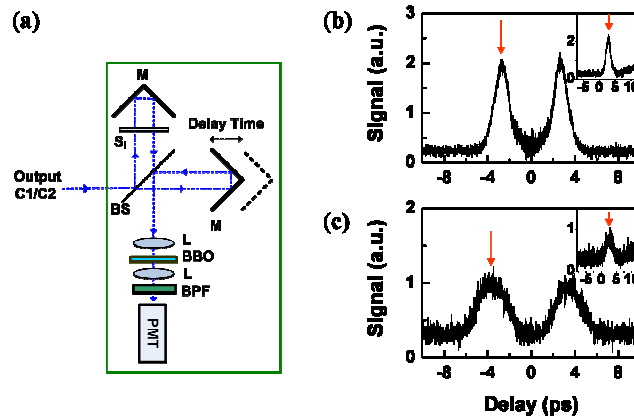 (a)
M
Delay Time
S_I
Output
C1/C2
BS
M
L
BBO
L
BPF
PMT
(b)
3
2
1
0
Signal (a.u.)
2
0
-5 0 5 10
-8 -4 0 4 8
(c)
2
1
0
Signal (a.u.)
1
0
-5 0 5 10
-8 -4 0 4 8
Delay (ps)